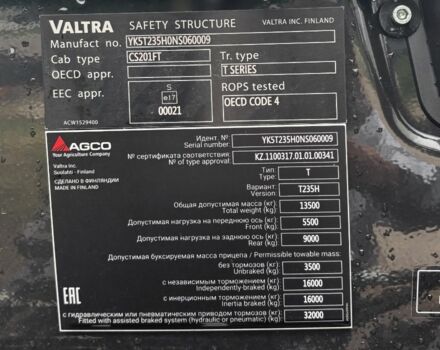 VALTRA SAFETY STRUCTURE VALTRA INC. FINLAND
Manufact no. YK5T235H0NS060009
Cab type CS201FT Tr. type
OECD appr. T SERIES
EEC appr. S ROPS tested
e17 OECD CODE 4
00021
ACW1529400
AGCO
Your Agriculture Company
Valtra Inc.
Suolahti - Finland
СДЕЛАНО В ФИНЛЯНДИИ
MADE IN FINLAND
Идент. №:
Serial number: YK5T235H0NS060009
№ сертификата соответствия
№ of type approval: KZ.1100317.01.01.00341
Тип:
Type: T
Вариант:
Version: T235H
Общая допустимая масса (кг):
Total weight (kg): 13500
Допустимая нагрузка на переднюю ось (кг):
Front (kg): 5500
Допустимая нагрузка на заднюю ось (кг):
Rear (kg): 9000
Допустимая буксируемая масса прицепа / Permissible towable mass:
без тормозов (кг):
Unbraked (kg): 3500
с независимым торможением (кг):
Independently-braked (kg): 16000
с инерционным торможением (кг):
Inertia braked (kg): 16000
с гидравлическим или пневматическим приводом тормозов (кг):
Fitted with assisted braked system (hydraulic or pneumatic) (kg): 32000
EAC